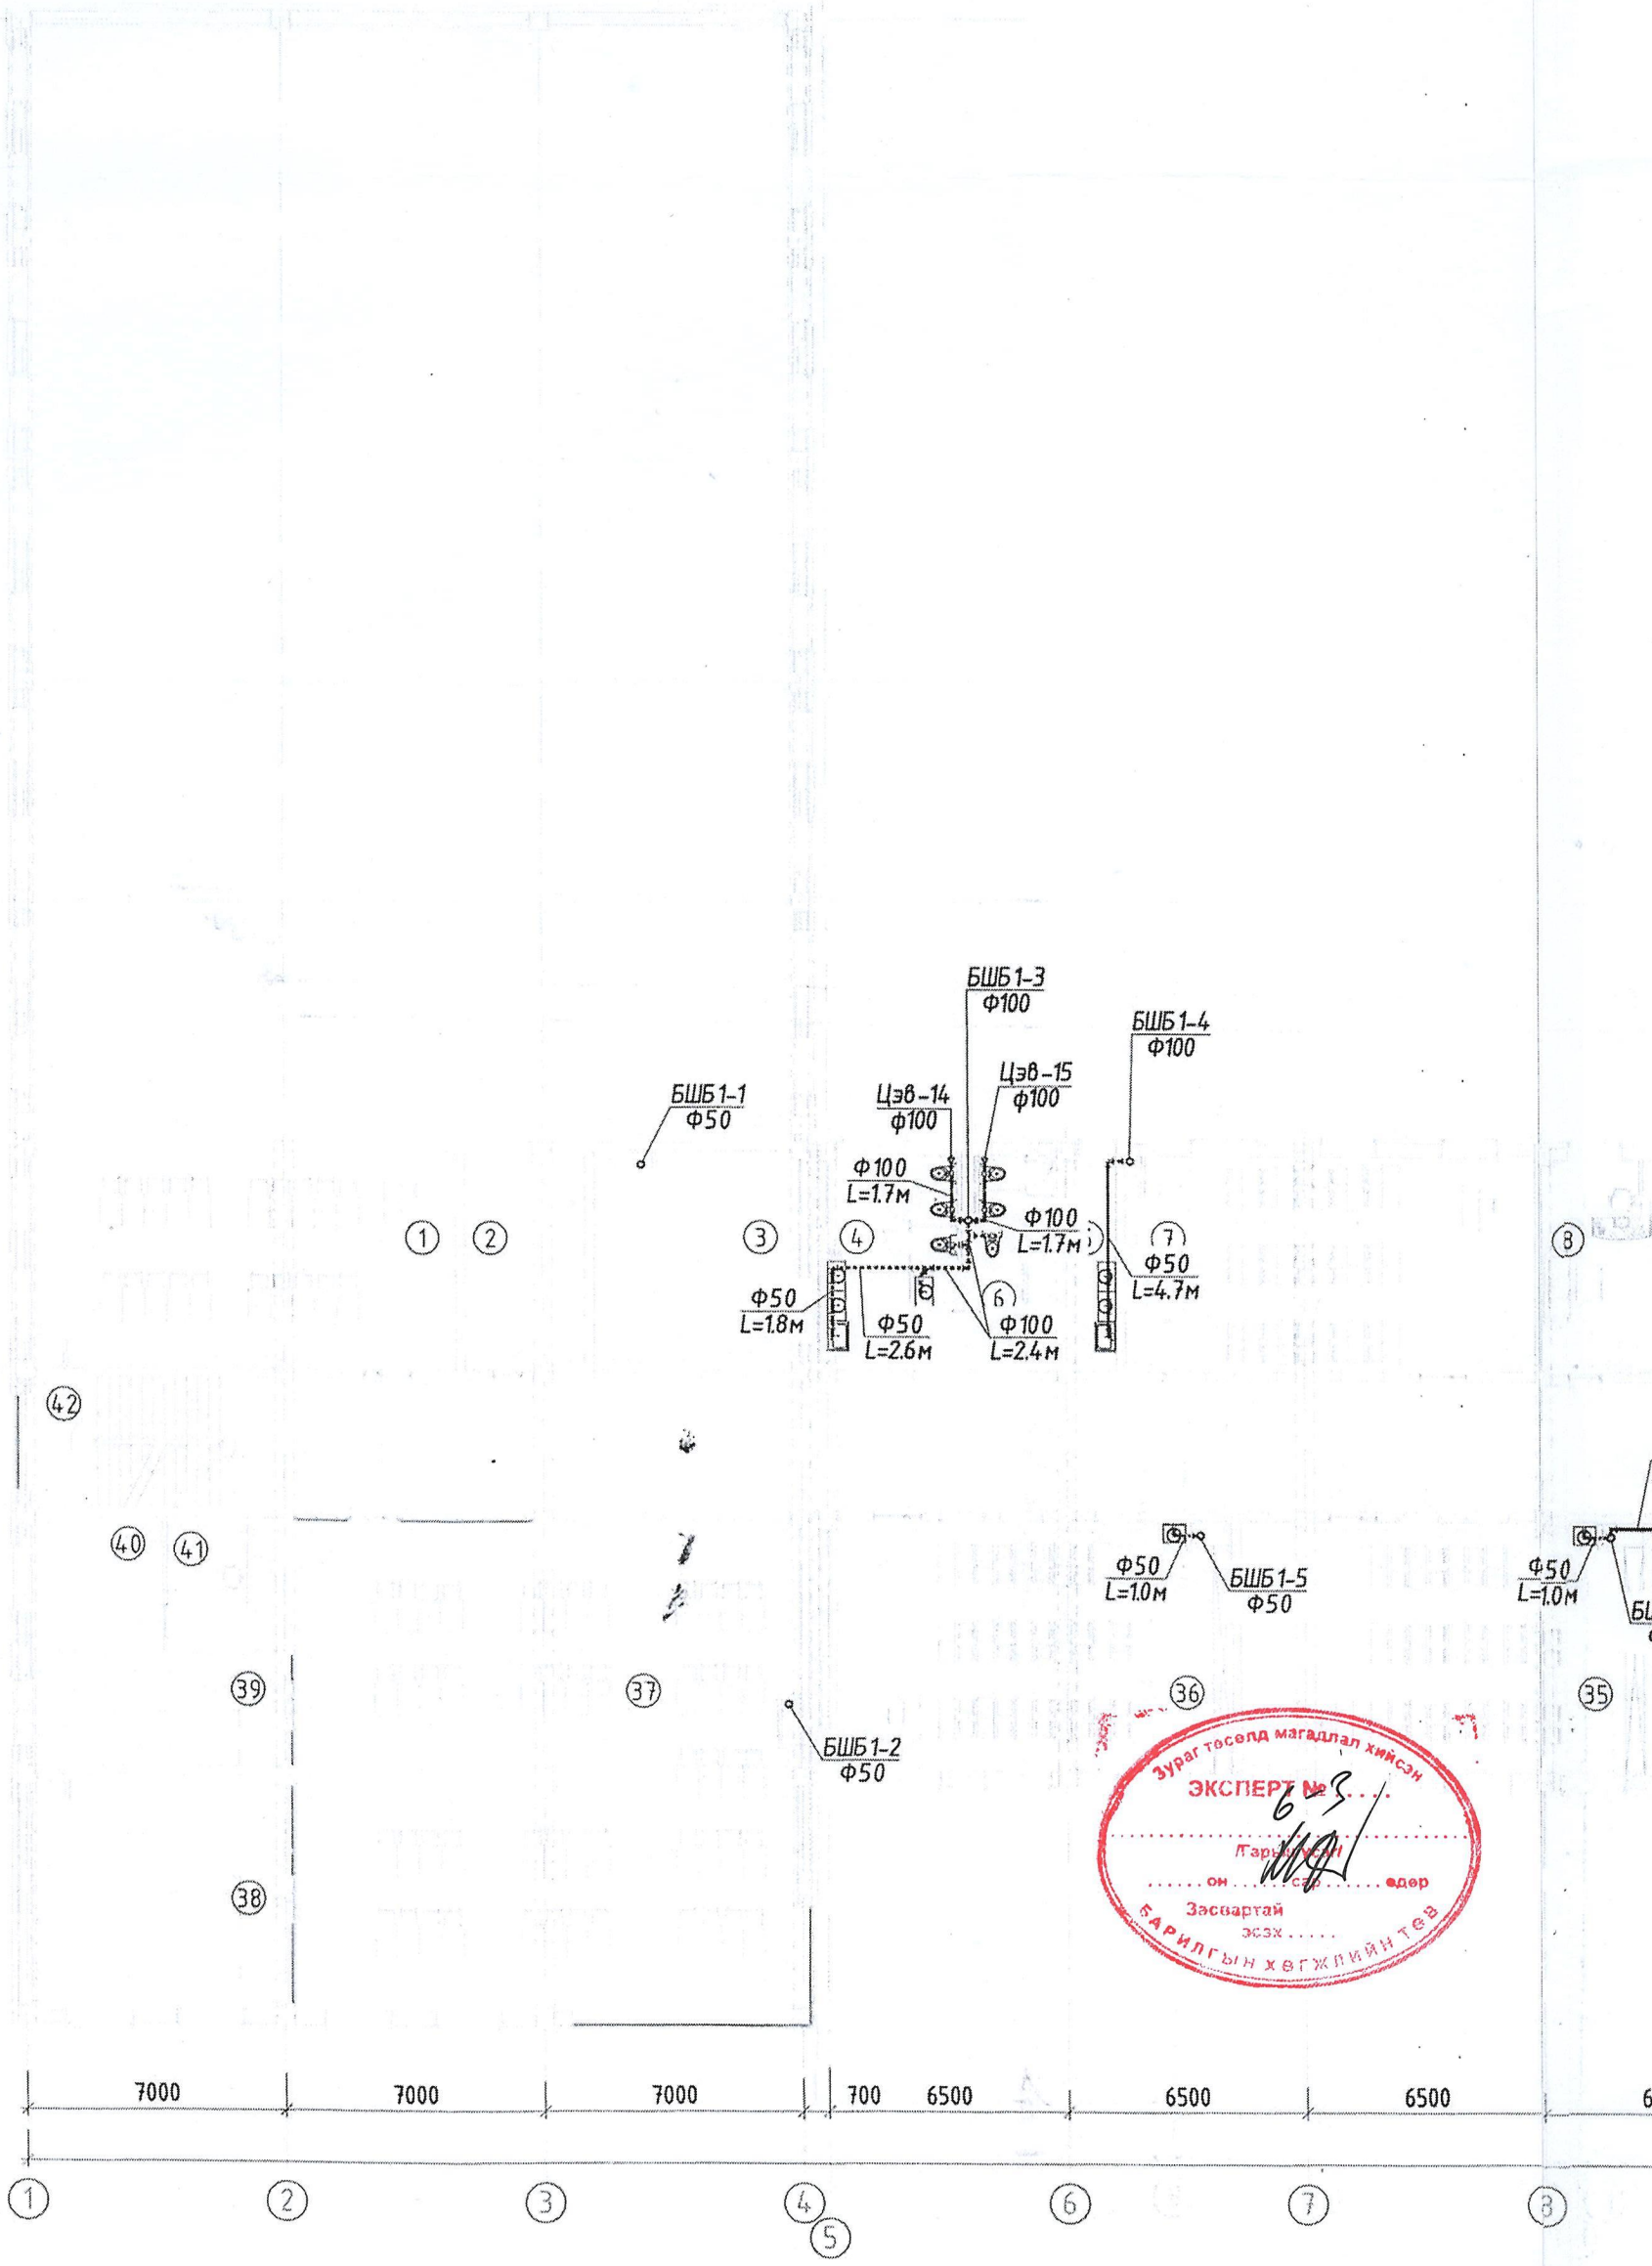 БШБ1-3
Ф100
БШБ1-4
Ф100
Цэв-15
ф100
БШБ1-1
Ф50
Цэв-14
ф100
Ф100
L=1.7м
Ф100
L=1.7м
1
2
3
4
7
8
Ф50
L=4.7м
6
Ф50
L=1.8м
Ф50
L=2.6м
Ф100
L=2.4м
42
40
41
Ф50
L=1.0м
БШБ1-5
Ф50
Ф50
L=1.0м
39
37
36
35
БШБ1-2
Ф50
38
Зураг төсөлд магадлал хийсэн
ЭКСПЕРТ № ....
6-3
...... он ...... сар ...... өдөр
Засвартай
эсэх .....
БАРИЛГЫН ХӨГЖЛИЙН ТӨВ
7000
7000
7000
700
6500
6500
6500
6
1
2
3
4
5
6
7
8